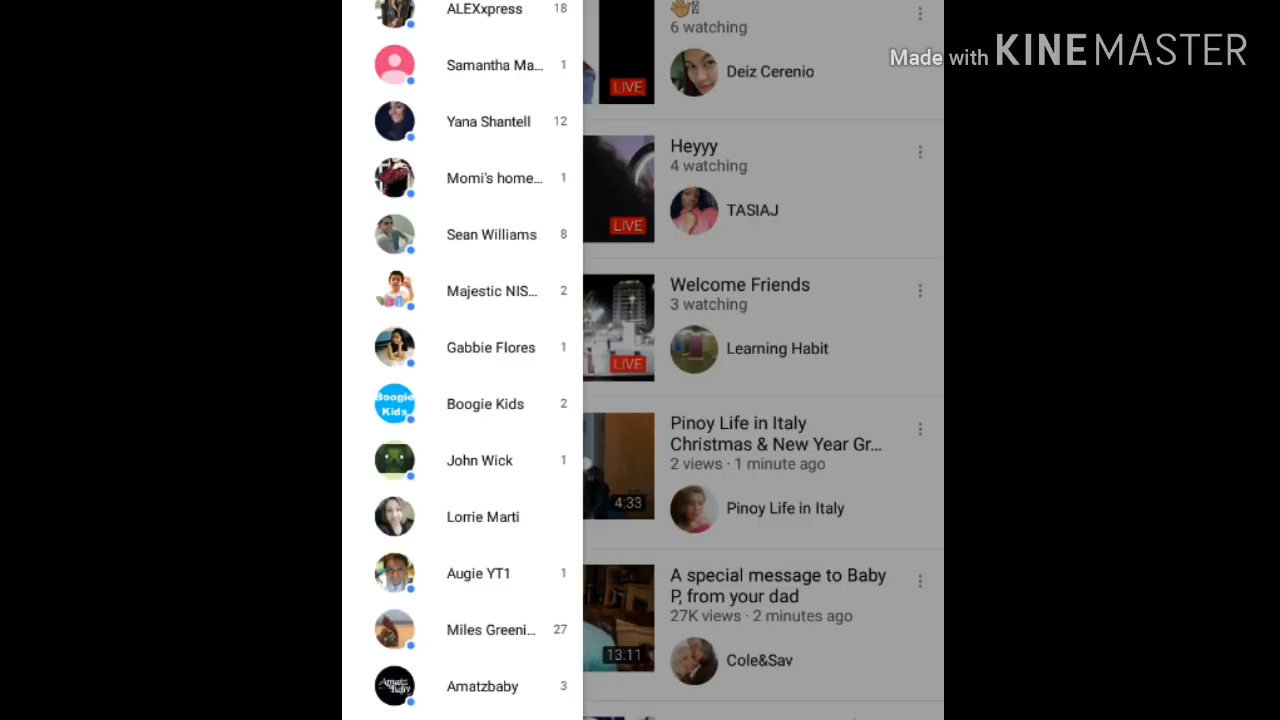 ALEXxpress 18
Samantha Ma... 1
Yana Shantell 12
Momi's home... 1
Sean Williams 8
Majestic NIS... 2
Gabbie Flores 1
Boogie Kids
Boogie Kids 2
John Wick 1
Lorrie Marti
Augie YT1 1
Miles Greeni... 27
Amatz
Baby
Amatzbaby 3
6 watching
LIVE
Deiz Cerenio
Heyyy
4 watching
LIVE
TASIAJ
Welcome Friends
3 watching
LIVE
Learning Habit
Pinoy Life in Italy
Christmas & New Year Gr...
2 views · 1 minute ago
4:33
Pinoy Life in Italy
A special message to Baby
P, from your dad
27K views · 2 minutes ago
13:11
Cole&Sav
Made with KINEMASTER